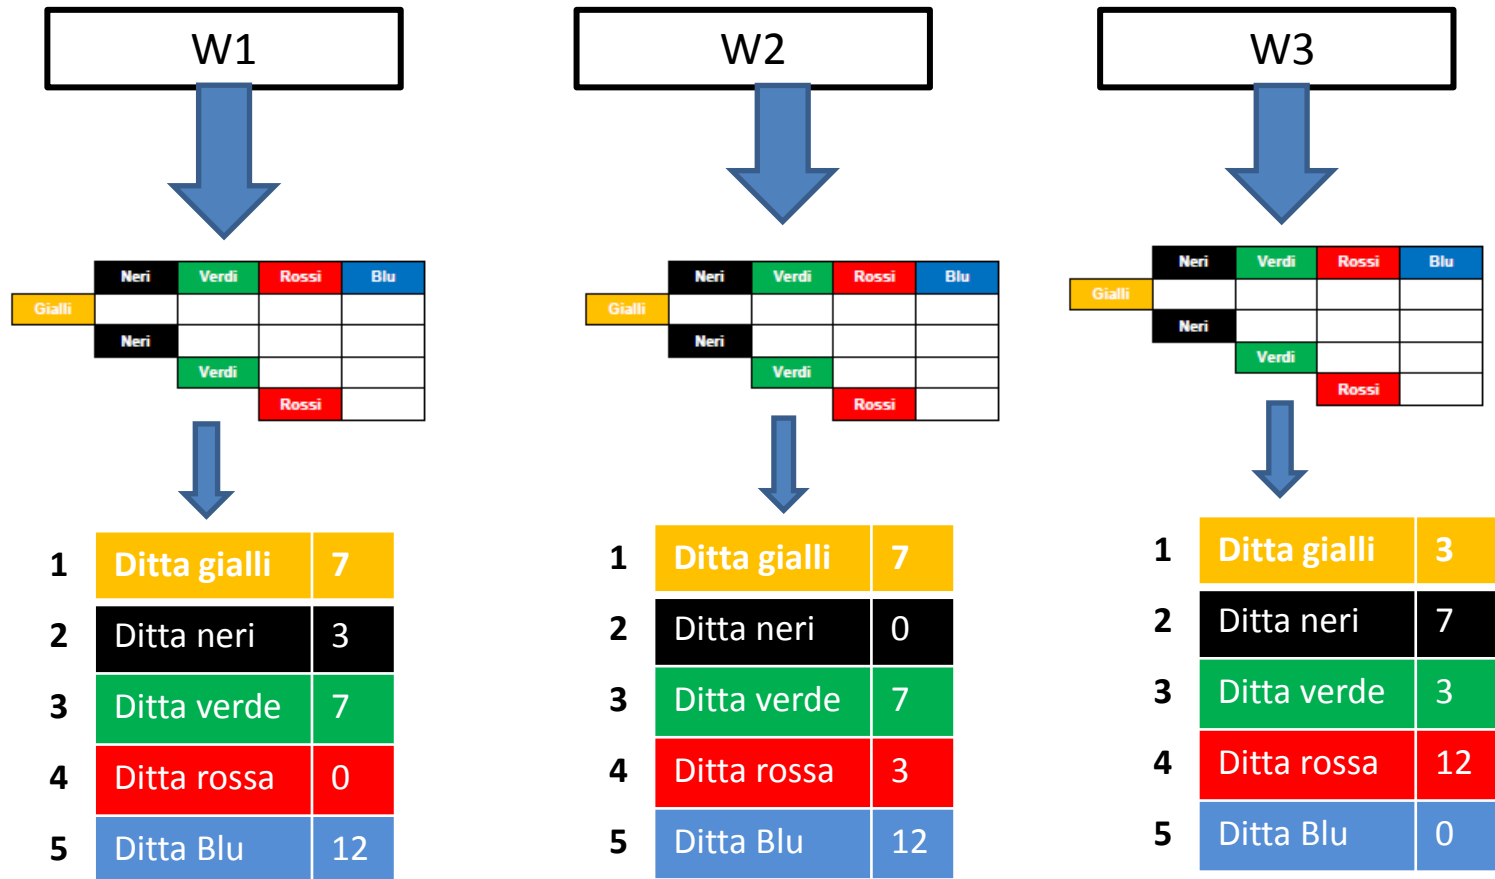 W1
W2
W3
Neri Verdi Rossi Blu
Gialli
Neri
Verdi
Rossi
Neri Verdi Rossi Blu
Gialli
Neri
Verdi
Rossi
Neri Verdi Rossi Blu
Gialli
Neri
Verdi
Rossi
1 Ditta gialli 7
2 Ditta neri 3
3 Ditta verde 7
4 Ditta rossa 0
5 Ditta Blu 12
1 Ditta gialli 7
2 Ditta neri 0
3 Ditta verde 7
4 Ditta rossa 3
5 Ditta Blu 12
1 Ditta gialli 3
2 Ditta neri 7
3 Ditta verde 3
4 Ditta rossa 12
5 Ditta Blu 0